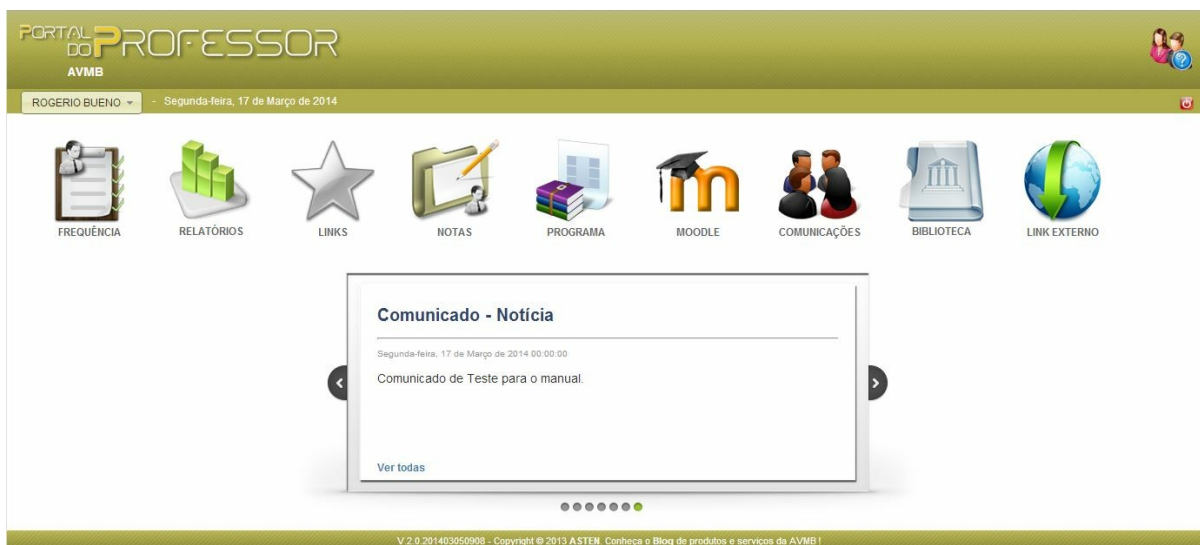 PORTAL
DO PROFESSOR
AVMB
ROGERIO BUENO - Segunda-feira, 17 de Março de 2014
FREQUÊNCIA RELATÓRIOS LINKS NOTAS PROGRAMA MOODLE COMUNICAÇÕES BIBLIOTECA LINK EXTERNO
Comunicado - Notícia
Segunda-feira, 17 de Março de 2014 00:00:00
Comunicado de Teste para o manual.
Ver todas
V.2.0.201403050908 - Copyright © 2013 ASTEN. Conheça o Blog de produtos e serviços da AVMB !